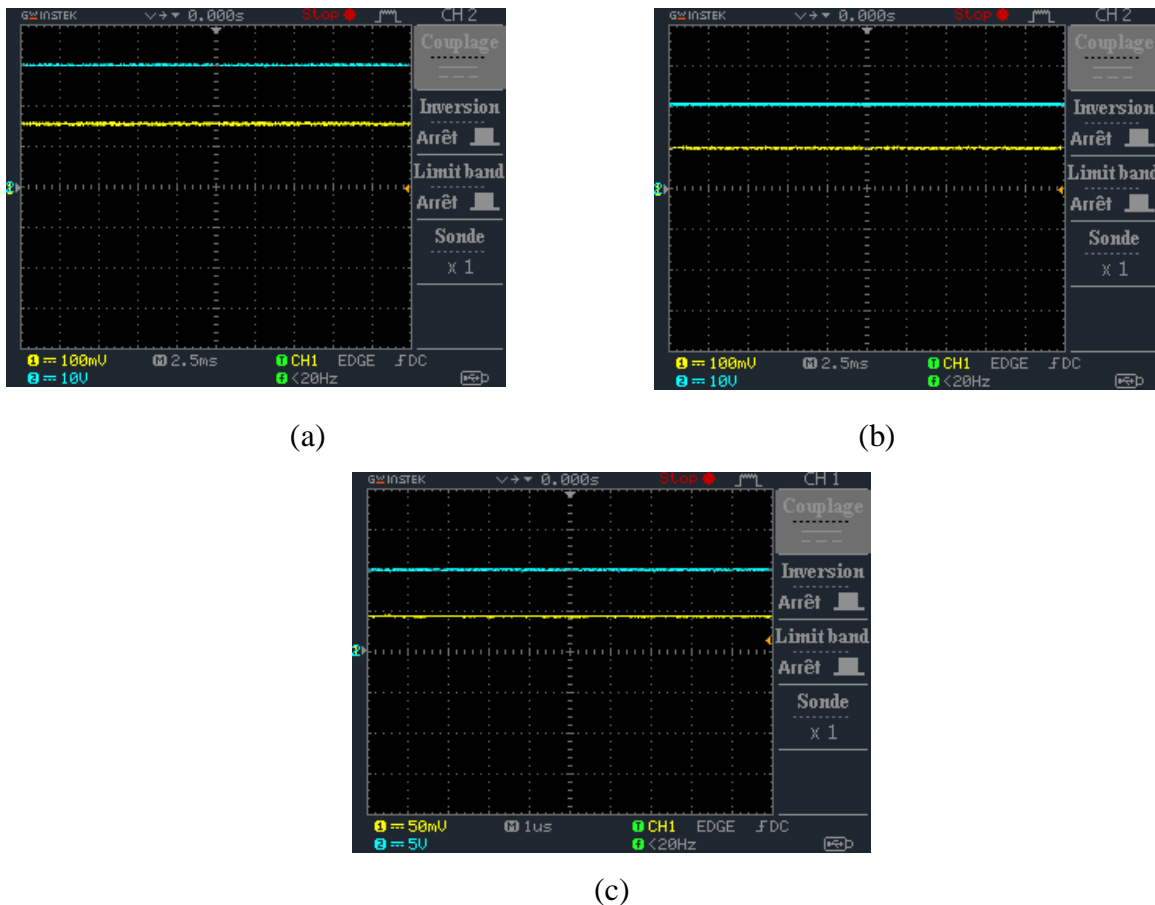 GW INSTEK 0.000s Stop CH 2
Couplage
Inversion
Arrêt
Limit band
Arrêt
Sonde
x 1
1 100mV M 2.5ms T CH1 EDGE DC
2 10V f <20Hz
(a)
GW INSTEK 0.000s Stop CH 2
Couplage
Inversion
Arrêt
Limit band
Arrêt
Sonde
x 1
1 100mV M 2.5ms T CH1 EDGE DC
2 10V f <20Hz
(b)
GW INSTEK 0.000s Stop CH 1
Couplage
Inversion
Arrêt
Limit band
Arrêt
Sonde
x 1
1 50mV M 1us T CH1 EDGE DC
2 5V f <20Hz
(c)